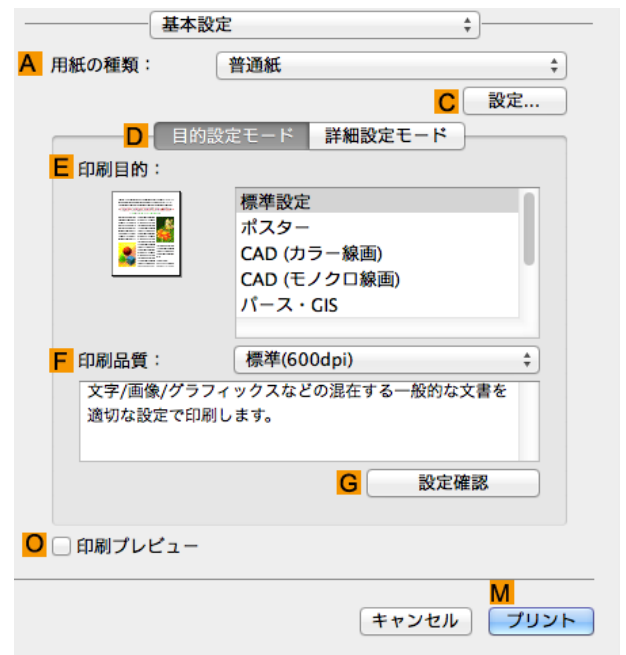 基本設定
A 用紙の種類： 普通紙
C 設定...
D 目的設定モード 詳細設定モード
E 印刷目的：
標準設定
ポスター
CAD (カラー線画)
CAD (モノクロ線画)
パース・GIS
F 印刷品質： 標準(600dpi)
文字/画像/グラフィックスなどの混在する一般的な文書を
適切な設定で印刷します。
G 設定確認
O 印刷プレビュー
M
キャンセル プリント